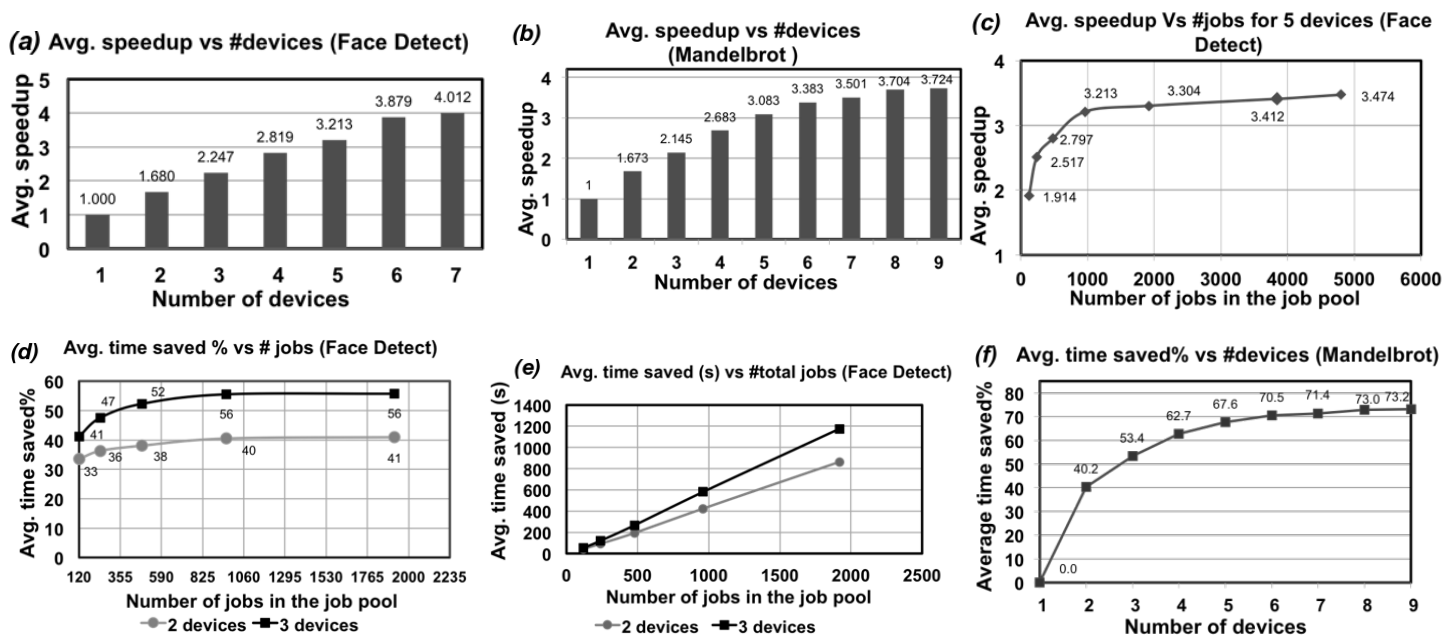 (a) Avg. speedup vs #devices (Face Detect)
Avg. speedup
5
4
3
2
1
0
1.000
1.680
2.247
2.819
3.213
3.879
4.012
1 2 3 4 5 6 7
Number of devices
(b) Avg. speedup vs #devices
(Mandelbrot )
Avg. speedup
4
3
2
1
0
1
1.673
2.145
2.683
3.083
3.383
3.501
3.704
3.724
1 2 3 4 5 6 7 8 9
Number of devices
(c) Avg. speedup Vs #jobs for 5 devices (Face
Detect)
Avg. speedup
4
3
2
1
1.914
2.517
2.797
3.213
3.304
3.412
3.474
0 1000 2000 3000 4000 5000 6000
Number of jobs in the job pool
(d) Avg. time saved % vs # jobs (Face Detect)
Avg. time saved%
60
50
40
30
20
10
0
41
47
52
56
56
33
36
38
40
41
120 355 590 825 1060 1295 1530 1765 2000 2235
Number of jobs in the job pool
2 devices 3 devices
(e) Avg. time saved (s) vs #total jobs (Face Detect)
Avg. time saved (s)
1400
1200
1000
800
600
400
200
0
0 500 1000 1500 2000 2500
Number of jobs in the job pool
2 devices 3 devices
(f) Avg. time saved% vs #devices (Mandelbrot)
Average time saved%
80
70
60
50
40
30
20
10
0
0.0
40.2
53.4
62.7
67.6
70.5
71.4
73.0
73.2
1 2 3 4 5 6 7 8 9
Number of devices